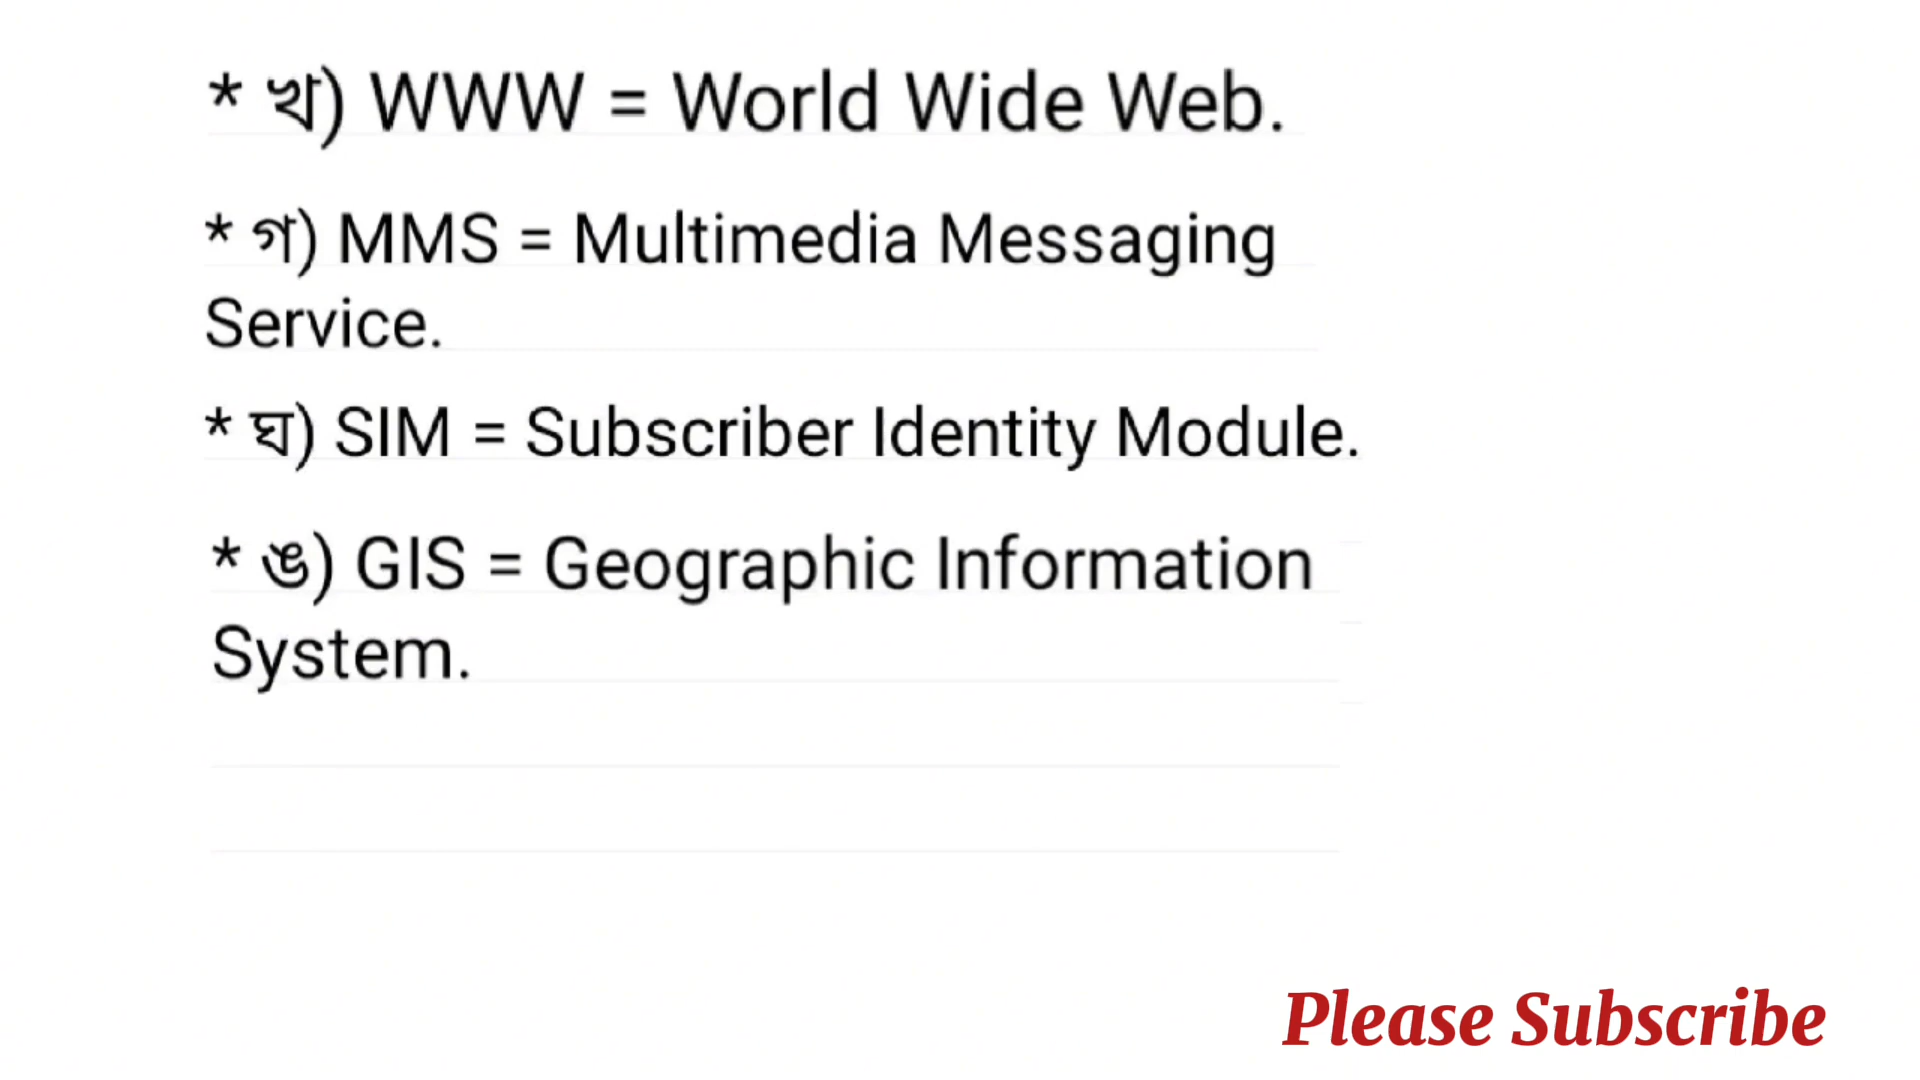 * খ) WWW = World Wide Web.
* গ) MMS = Multimedia Messaging
Service.
* ঘ) SIM = Subscriber Identity Module.
* ঙ) GIS = Geographic Information
System.
Please Subscribe